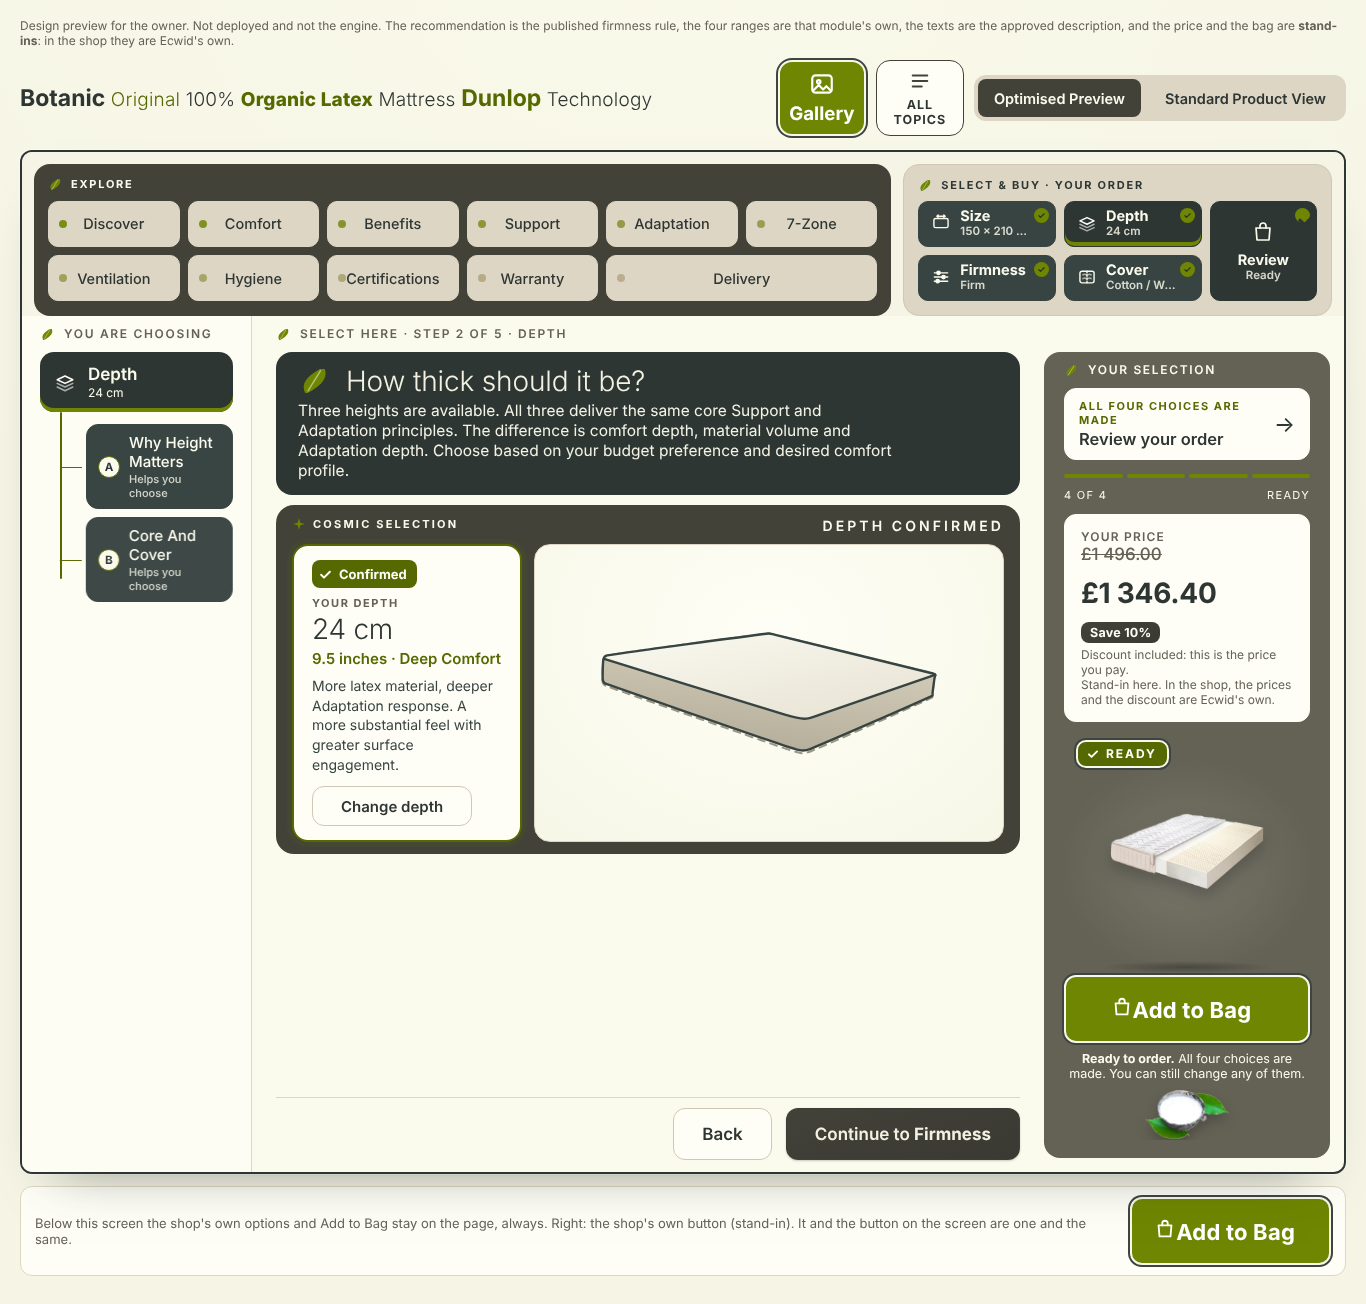 Design preview for the owner. Not deployed and not the engine. The recommendation is the published firmness rule, the four ranges are that module's own, the texts are the approved description, and the price and the bag are stand-
ins: in the shop they are Ecwid's own.
Botanic Original 100% Organic Latex Mattress Dunlop Technology
Gallery
ALL
TOPICS
Optimised Preview
Standard Product View
EXPLORE
Discover
Comfort
Benefits
Support
Adaptation
7-Zone
Ventilation
Hygiene
Certifications
Warranty
Delivery
SELECT & BUY · YOUR ORDER
Size
150 × 210 ...
Depth
24 cm
Firmness
Firm
Cover
Cotton / W...
Review
Ready
YOU ARE CHOOSING
Depth
24 cm
A
Why Height
Matters
Helps you
choose
B
Core And
Cover
Helps you
choose
SELECT HERE · STEP 2 OF 5 · DEPTH
How thick should it be?
Three heights are available. All three deliver the same core Support and
Adaptation principles. The difference is comfort depth, material volume and
Adaptation depth. Choose based on your budget preference and desired comfort
profile.
COSMIC SELECTION
DEPTH CONFIRMED
Confirmed
YOUR DEPTH
24 cm
9.5 inches · Deep Comfort
More latex material, deeper
Adaptation response. A
more substantial feel with
greater surface
engagement.
Change depth
Back
Continue to Firmness
YOUR SELECTION
ALL FOUR CHOICES ARE
MADE
Review your order
4 OF 4
READY
YOUR PRICE
£1 496.00
£1 346.40
Save 10%
Discount included: this is the price
you pay.
Stand-in here. In the shop, the prices
and the discount are Ecwid's own.
READY
Add to Bag
Ready to order. All four choices are
made. You can still change any of them.
Below this screen the shop's own options and Add to Bag stay on the page, always. Right: the shop's own button (stand-in). It and the button on the screen are one and the
same.
Add to Bag